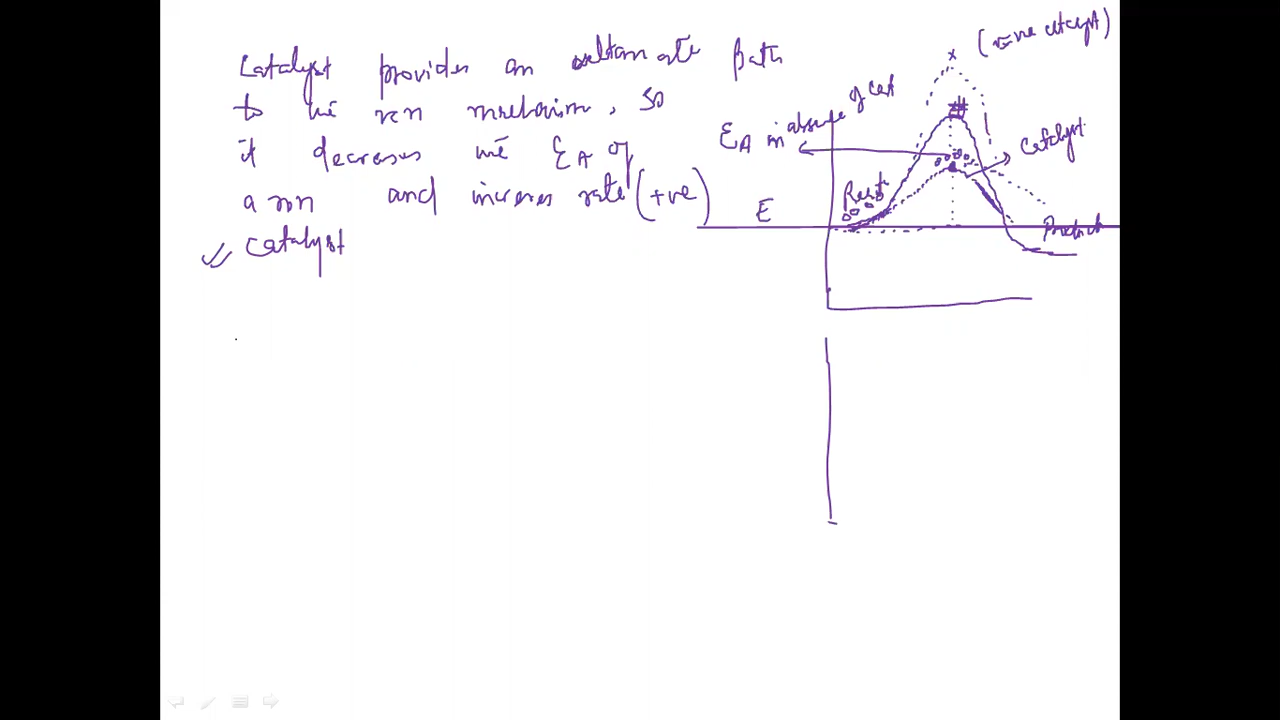 Catalyst provides an alternate path
to the rxn mechanism, so
it decreases the EA of
a rxn and increases rate (+ve)
✓ Catalyst
(-ve catalyst)
EA in absence of cat
Catalyst
React
E
Product